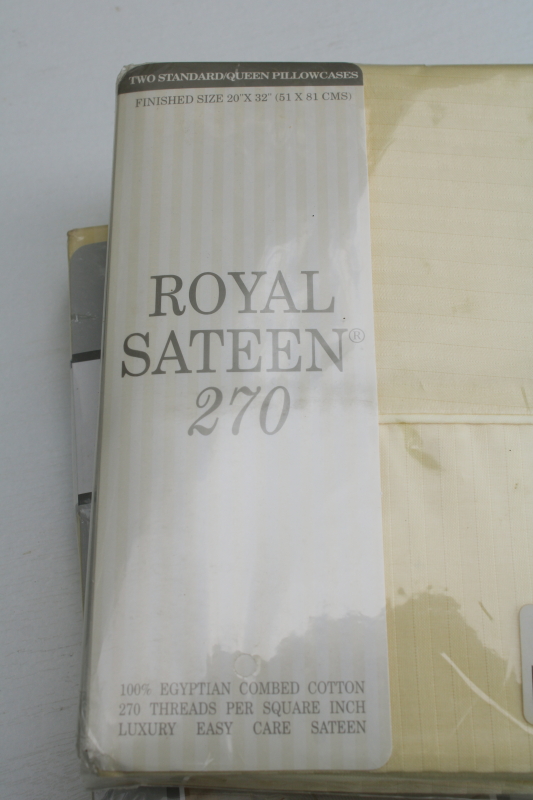 TWO STANDARD/QUEEN PILLOWCASES
FINISHED SIZE 20"X 32" (51 X 81 CMS)
ROYAL
SATEEN®
270
100% EGYPTIAN COMBED COTTON
270 THREADS PER SQUARE INCH
LUXURY EASY CARE SATEEN